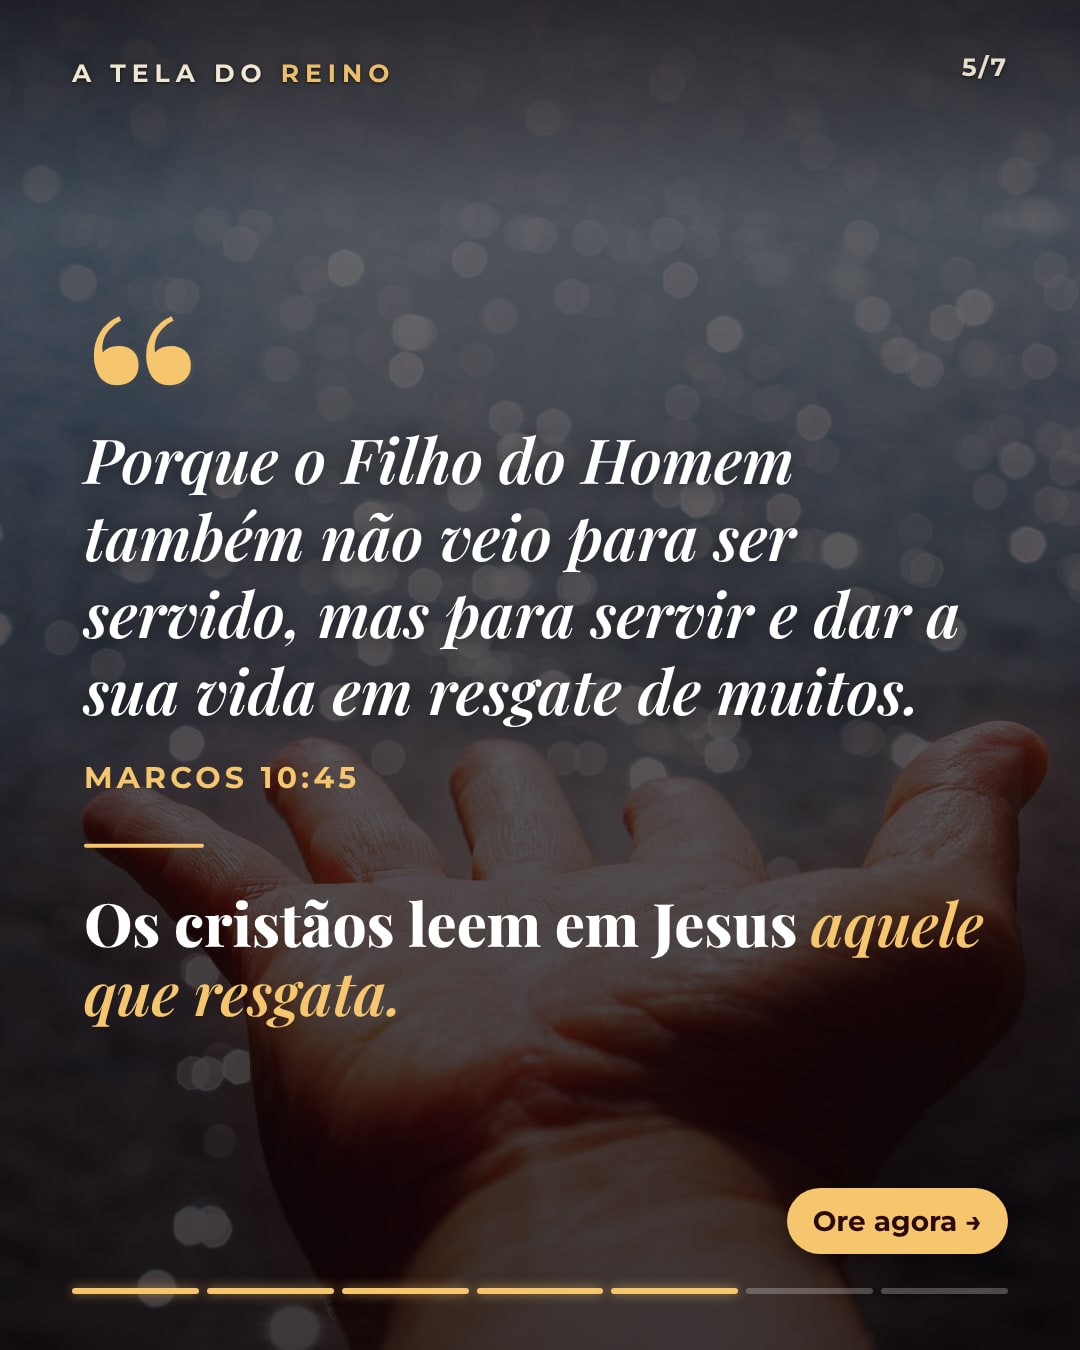 A TELA DO REINO
5/7
“
Porque o Filho do Homem
também não veio para ser
servido, mas para servir e dar a
sua vida em resgate de muitos.
MARCOS 10:45
Os cristãos leem em Jesus aquele
que resgata.
Ore agora →